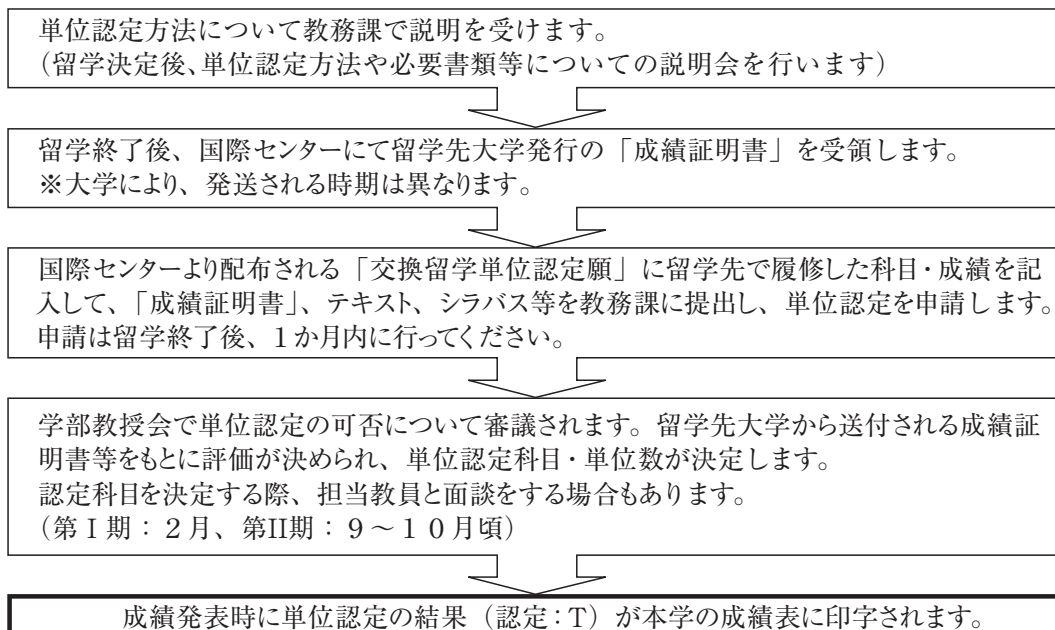 単位認定方法について教務課で説明を受けます。
（留学決定後、単位認定方法や必要書類等についての説明会を行います）
留学終了後、国際センターにて留学先大学発行の「成績証明書」を受領します。
※大学により、発送される時期は異なります。
国際センターより配布される「交換留学単位認定願」に留学先で履修した科目・成績を記
入して、「成績証明書」、テキスト、シラバス等を教務課に提出し、単位認定を申請します。
申請は留学終了後、1か月内に行ってください。
学部教授会で単位認定の可否について審議されます。留学先大学から送付される成績証
明書等をもとに評価が決められ、単位認定科目・単位数が決定します。
認定科目を決定する際、担当教員と面談をする場合もあります。
（第Ⅰ期：２月、第II期：９～１０月頃）
成績発表時に単位認定の結果（認定：T）が本学の成績表に印字されます。